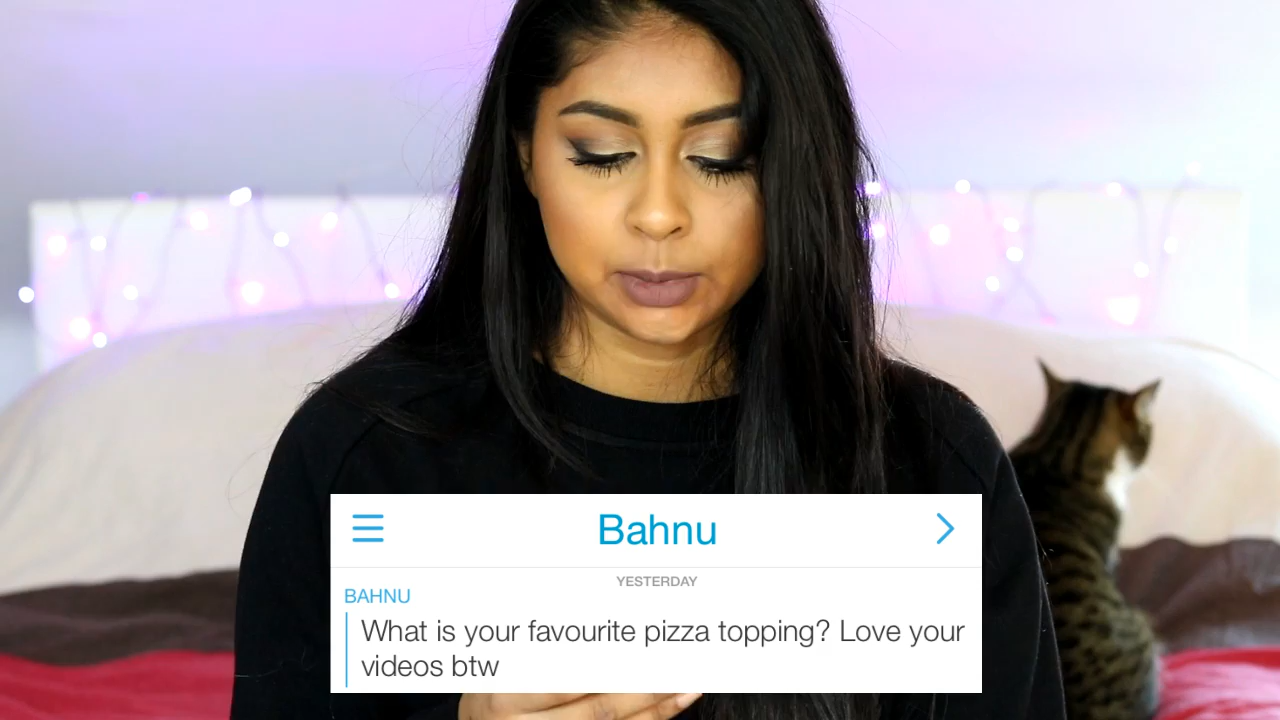 Bahnu
YESTERDAY
BAHNU
What is your favourite pizza topping? Love your
videos btw